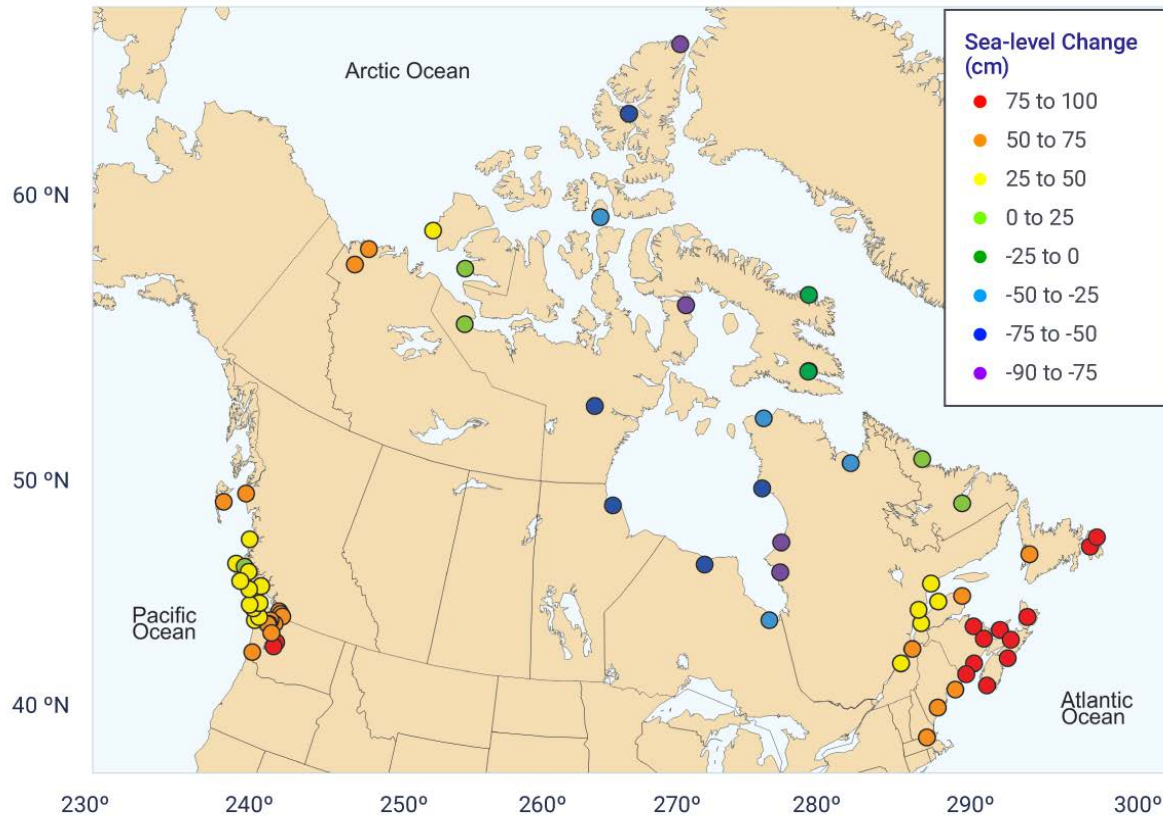 Arctic Ocean
Sea-level Change
(cm)
75 to 100
50 to 75
25 to 50
0 to 25
-25 to 0
-50 to -25
-75 to -50
-90 to -75
60 ºN
50 ºN
Pacific
Ocean
40 ºN
Atlantic
Ocean
230º 240º 250º 260º 270º 280º 290º 300º